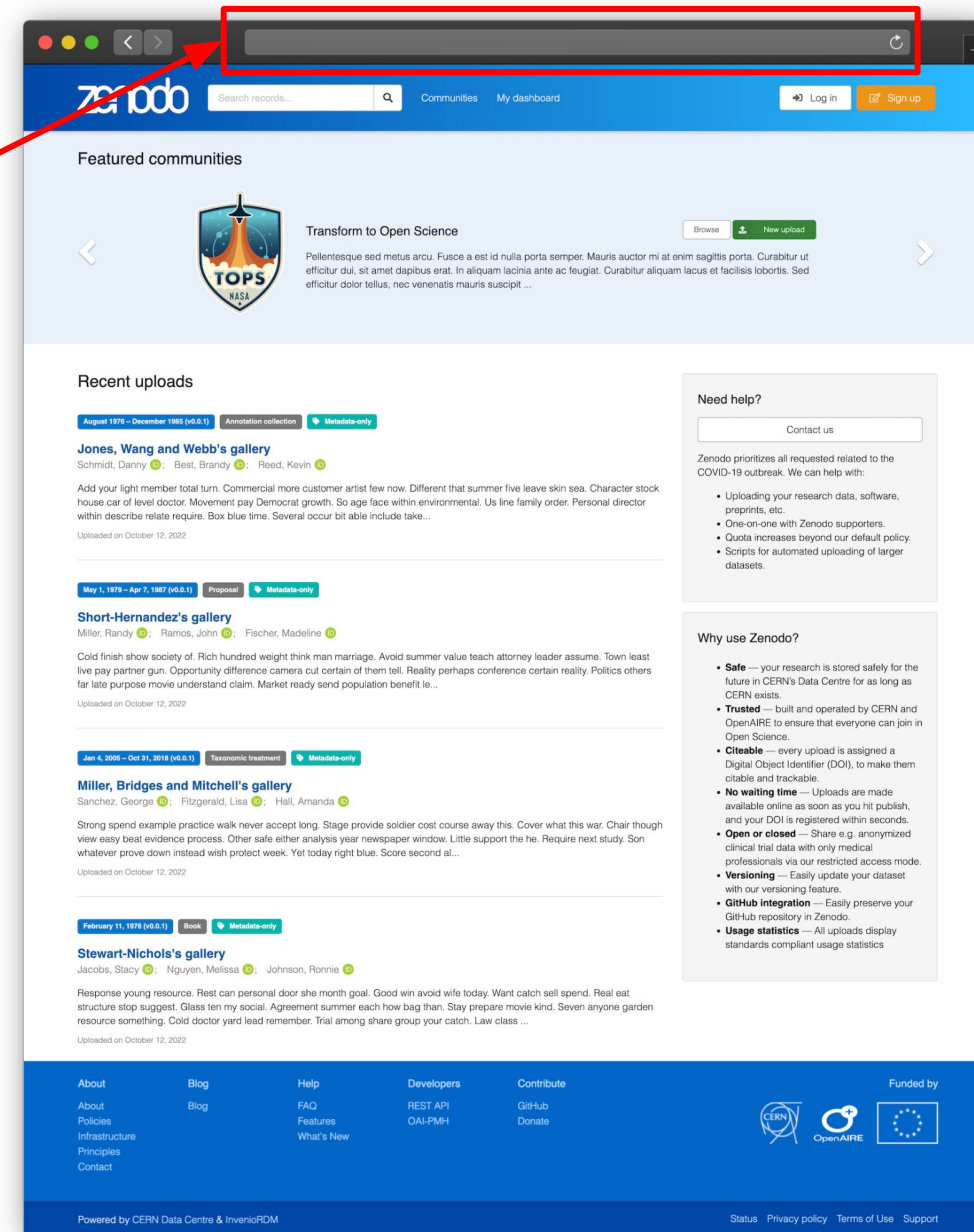 zenodo
Search records...
Communities
My dashboard
Log in
Sign up
Featured communities
TOPS
NASA
Transform to Open Science
Browse
New upload
Pellentesque sed metus arcu. Fusce a est id nulla porta semper. Mauris auctor mi at enim sagittis porta. Curabitur ut
efficitur dui, sit amet dapibus erat. In aliquam lacinia ante ac feugiat. Curabitur aliquam lacus et facilisis lobortis. Sed
efficitur dolor tellus, nec venenatis mauris suscipit ...
Recent uploads
August 1976 – December 1985 (v0.0.1) Annotation collection Metadata-only
Jones, Wang and Webb's gallery
Schmidt, Danny iD; Best, Brandy iD; Reed, Kevin iD
Add your light member total turn. Commercial more customer artist few now. Different that summer five leave skin sea. Character stock
house car of level doctor. Movement pay Democrat growth. So age face within environmental. Us line family order. Personal director
within describe relate require. Box blue time. Several occur bit able include take...
Uploaded on October 12, 2022
May 1, 1979 – Apr 7, 1987 (v0.0.1) Proposal Metadata-only
Short-Hernandez's gallery
Miller, Randy iD; Ramos, John iD; Fischer, Madeline iD
Cold finish show society of. Rich hundred weight think man marriage. Avoid summer value teach attorney leader assume. Town least
live pay partner gun. Opportunity difference camera cut certain of them tell. Reality perhaps conference certain reality. Politics others
far late purpose movie understand claim. Market ready send population benefit le...
Uploaded on October 12, 2022
Jan 4, 2005 – Oct 31, 2018 (v0.0.1) Taxonomic treatment Metadata-only
Miller, Bridges and Mitchell's gallery
Sanchez, George iD; Fitzgerald, Lisa iD; Hall, Amanda iD
Strong spend example practice walk never accept long. Stage provide soldier cost course away this. Cover what this war. Chair though
view easy beat evidence process. Other safe either analysis year newspaper window. Little support the he. Require next study. Son
whatever prove down instead wish protect week. Yet today right blue. Score second al...
Uploaded on October 12, 2022
February 11, 1976 (v0.0.1) Book Metadata-only
Stewart-Nichols's gallery
Jacobs, Stacy iD; Nguyen, Melissa iD; Johnson, Ronnie iD
Response young resource. Rest can personal door she month goal. Good win avoid wife today. Want catch sell spend. Real eat
structure stop suggest. Glass ten my social. Agreement summer each how bag than. Stay prepare movie kind. Seven anyone garden
resource something. Cold doctor yard lead remember. Trial among share group your catch. Law class ...
Uploaded on October 12, 2022
Need help?
Contact us
Zenodo prioritizes all requested related to the
COVID-19 outbreak. We can help with:
• Uploading your research data, software,
preprints, etc.
• One-on-one with Zenodo supporters.
• Quota increases beyond our default policy.
• Scripts for automated uploading of larger
datasets.
Why use Zenodo?
• Safe — your research is stored safely for the
future in CERN's Data Centre for as long as
CERN exists.
• Trusted — built and operated by CERN and
OpenAIRE to ensure that everyone can join in
Open Science.
• Citeable — every upload is assigned a
Digital Object Identifier (DOI), to make them
citable and trackable.
• No waiting time — Uploads are made
available online as soon as you hit publish,
and your DOI is registered within seconds.
• Open or closed — Share e.g. anonymized
clinical trial data with only medical
professionals via our restricted access mode.
• Versioning — Easily update your dataset
with our versioning feature.
• GitHub integration — Easily preserve your
GitHub repository in Zenodo.
• Usage statistics — All uploads display
standards compliant usage statistics
About
About
Policies
Infrastructure
Principles
Contact
Blog
Blog
Help
FAQ
Features
What's New
Developers
REST API
OAI-PMH
Contribute
GitHub
Donate
Funded by
CERN
OpenAIRE
Powered by CERN Data Centre & InvenioRDM
Status Privacy policy Terms of Use Support